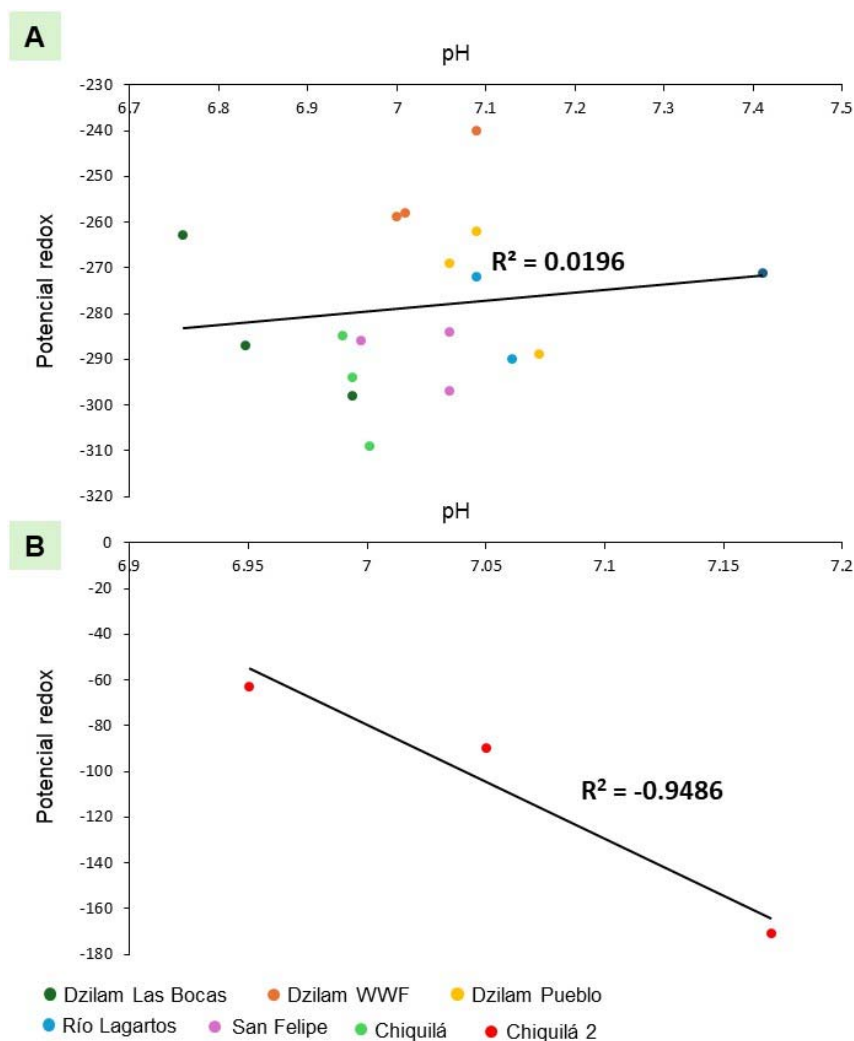 A
pH
-230
6.7 6.8 6.9 7 7.1 7.2 7.3 7.4 7.5
-240
-250
-260
R² = 0.0196
-270
-280
-290
-300
-310
-320
Potencial redox
B
pH
0
6.9 6.95 7 7.05 7.1 7.15 7.2
-20
-40
-60
-80
-100
R² = -0.9486
-120
-140
-160
-180
Potencial redox
Dzilam Las Bocas Dzilam WWF Dzilam Pueblo
Río Lagartos San Felipe Chiquilá Chiquilá 2